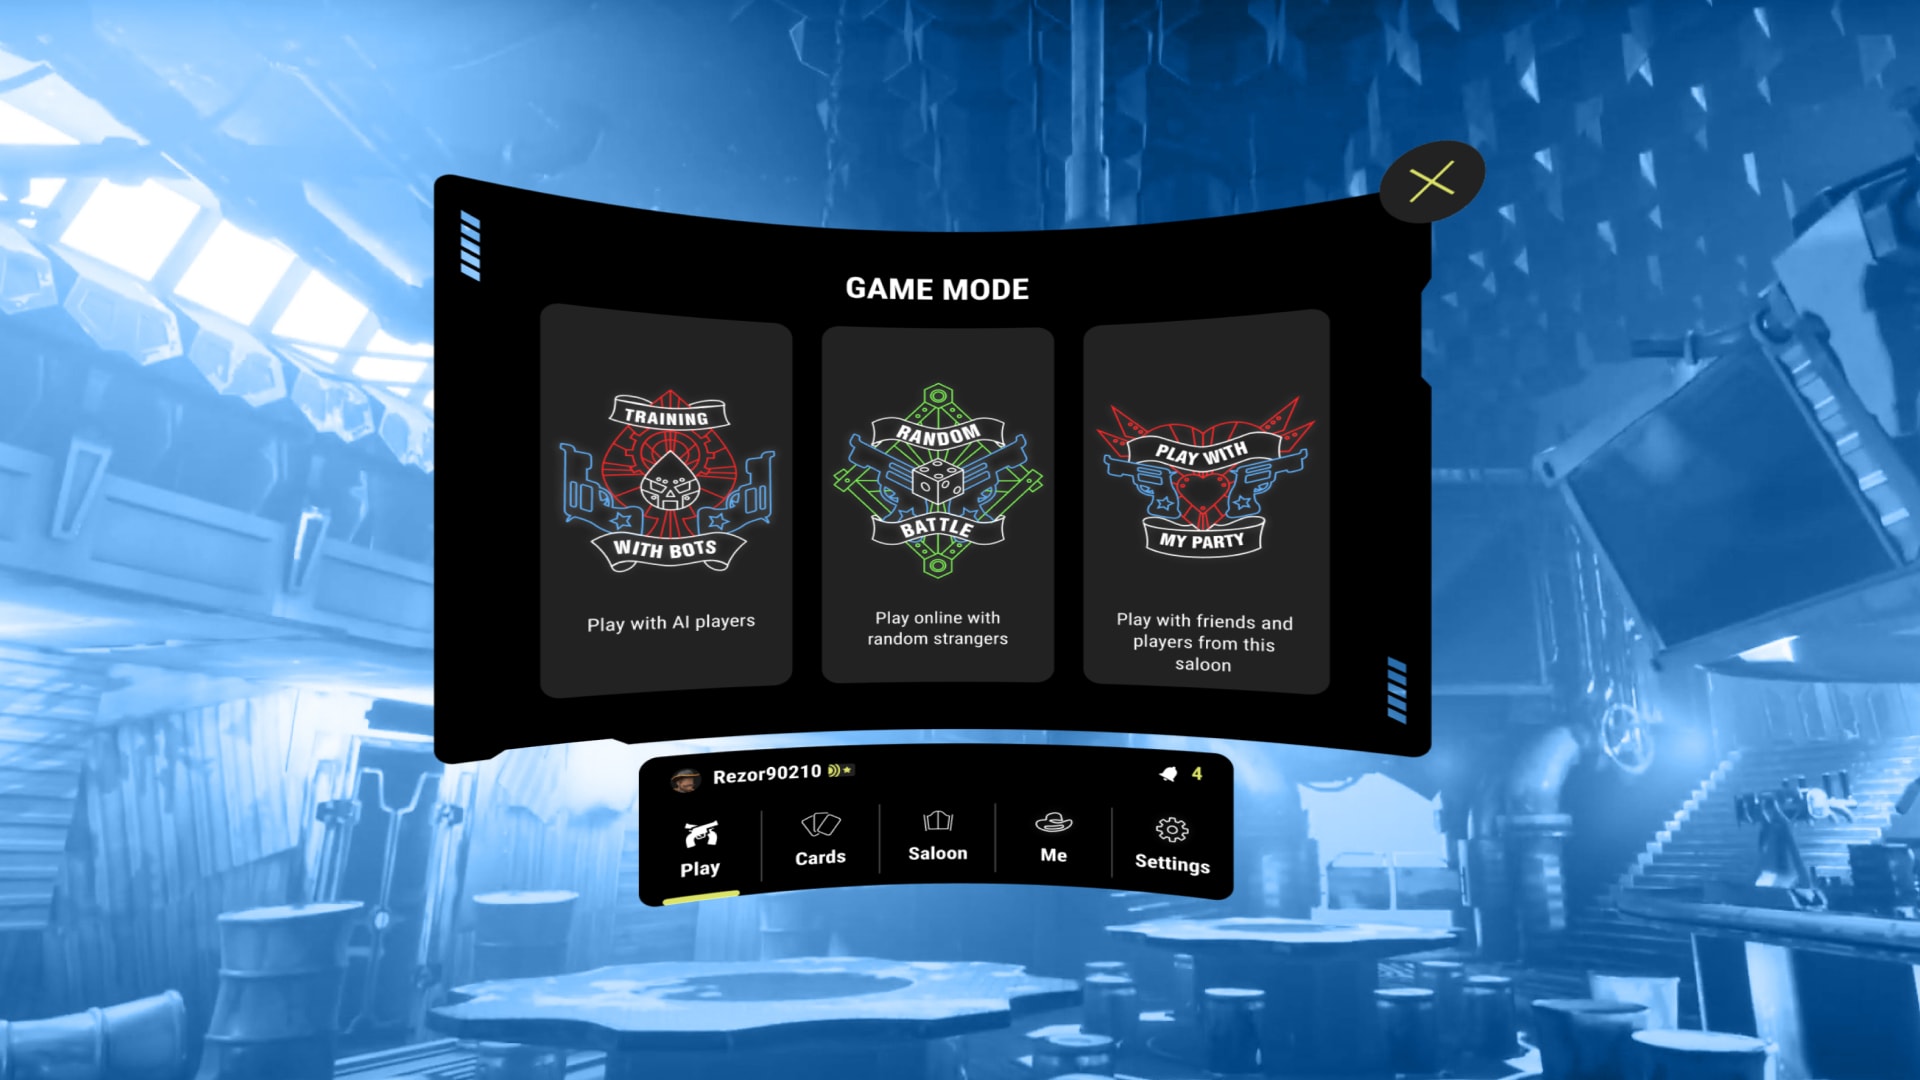 GAME MODE
TRAINING
WITH BOTS
Play with AI players
RANDOM
BATTLE
Play online with
random strangers
PLAY WITH
MY PARTY
Play with friends and
players from this
saloon
Rezor90210
4
Play
Cards
Saloon
Me
Settings